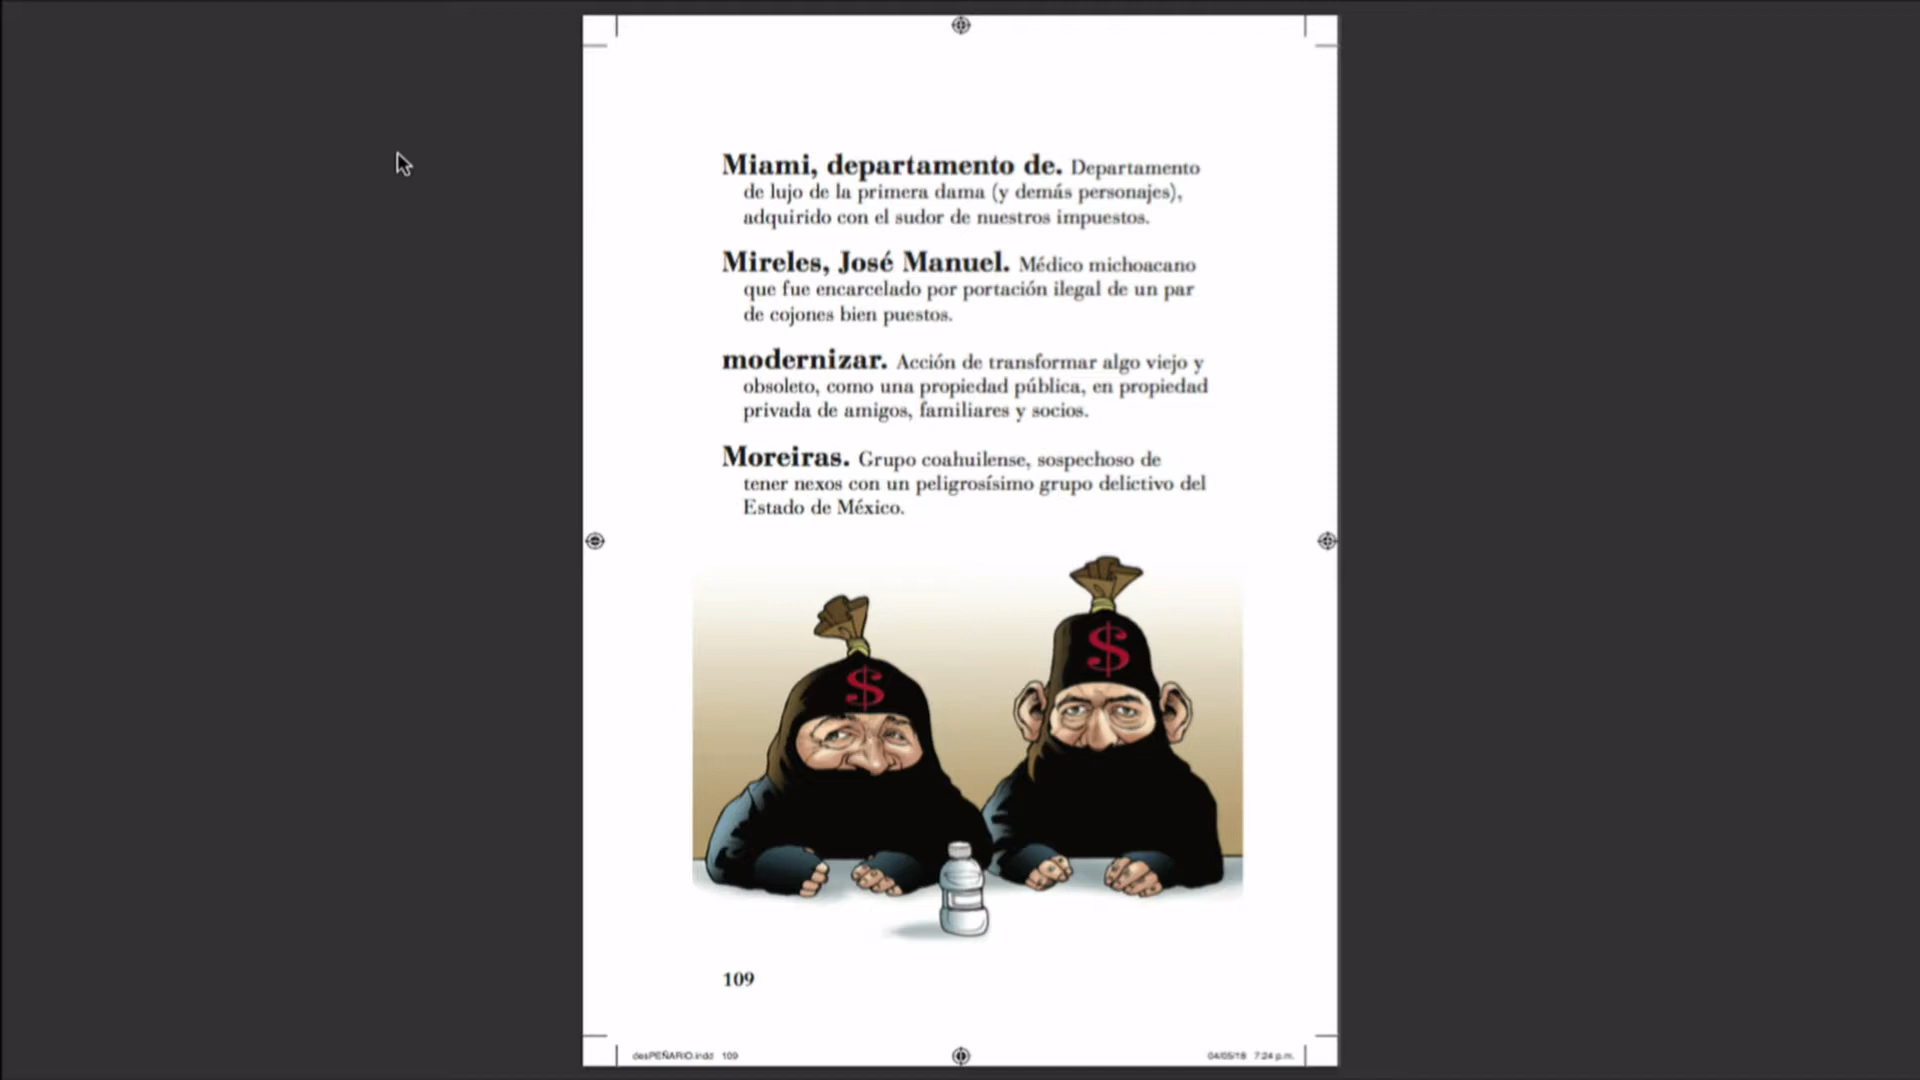 Miami, departamento de. Departamento
de lujo de la primera dama (y demás personajes),
adquirido con el sudor de nuestros impuestos.
Mireles, José Manuel. Médico michoacano
que fue encarcelado por portación ilegal de un par
de cojones bien puestos.
modernizar. Acción de transformar algo viejo y
obsoleto, como una propiedad pública, en propiedad
privada de amigos, familiares y socios.
Moreiras. Grupo coahuilense, sospechoso de
tener nexos con un peligrosísimo grupo delictivo del
Estado de México.
$
$
109
desPEÑARIO.indd 109
04/05/18 7:24 p.m.